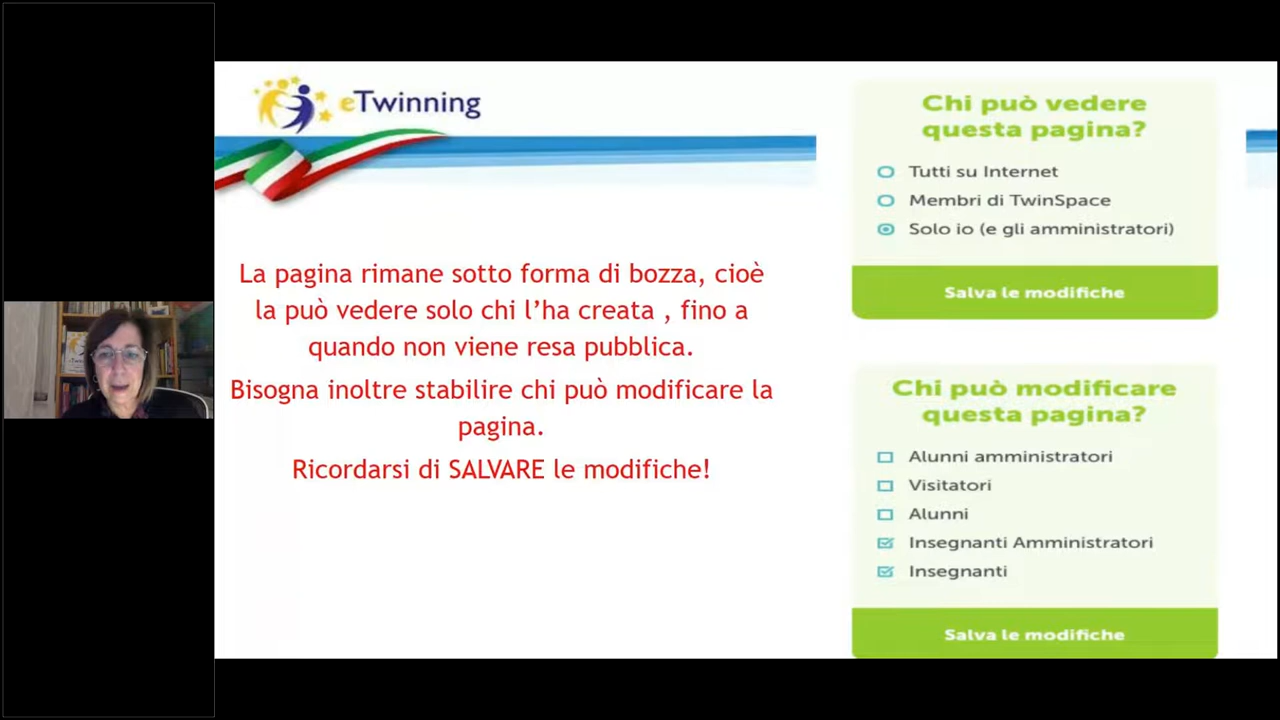 eTwinning
La pagina rimane sotto forma di bozza, cioè
la può vedere solo chi l’ha creata , fino a
quando non viene resa pubblica.
Bisogna inoltre stabilire chi può modificare la
pagina.
Ricordarsi di SALVARE le modifiche!
Chi può vedere
questa pagina?
Tutti su Internet
Membri di TwinSpace
Solo io (e gli amministratori)
Salva le modifiche
Chi può modificare
questa pagina?
Alunni amministratori
Visitatori
Alunni
Insegnanti Amministratori
Insegnanti
Salva le modifiche